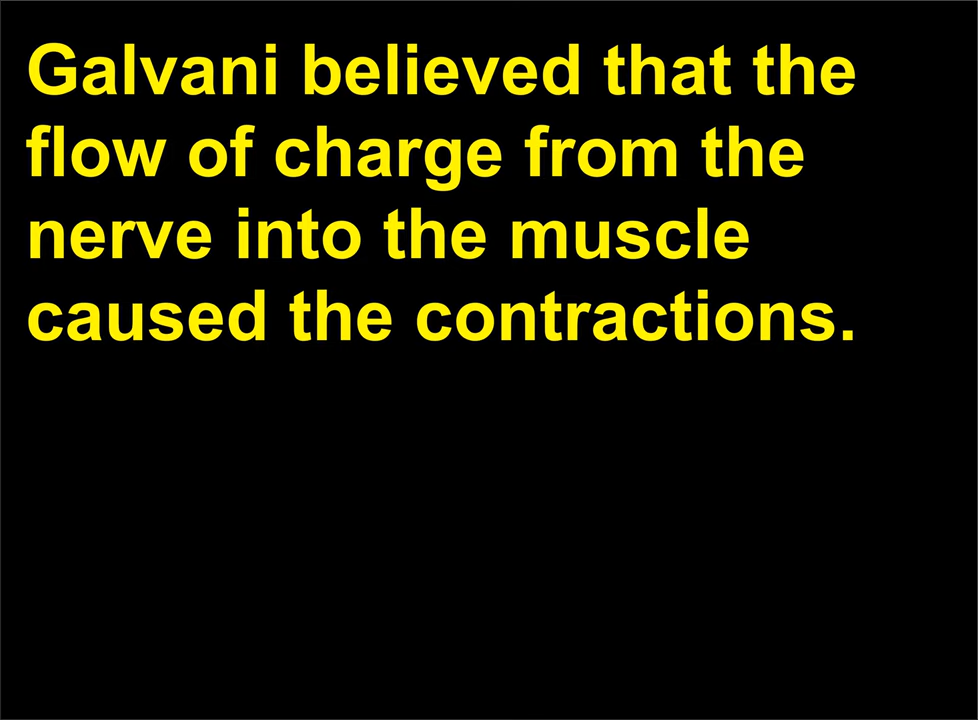 Galvani believed that the
flow of charge from the
nerve into the muscle
caused the contractions.